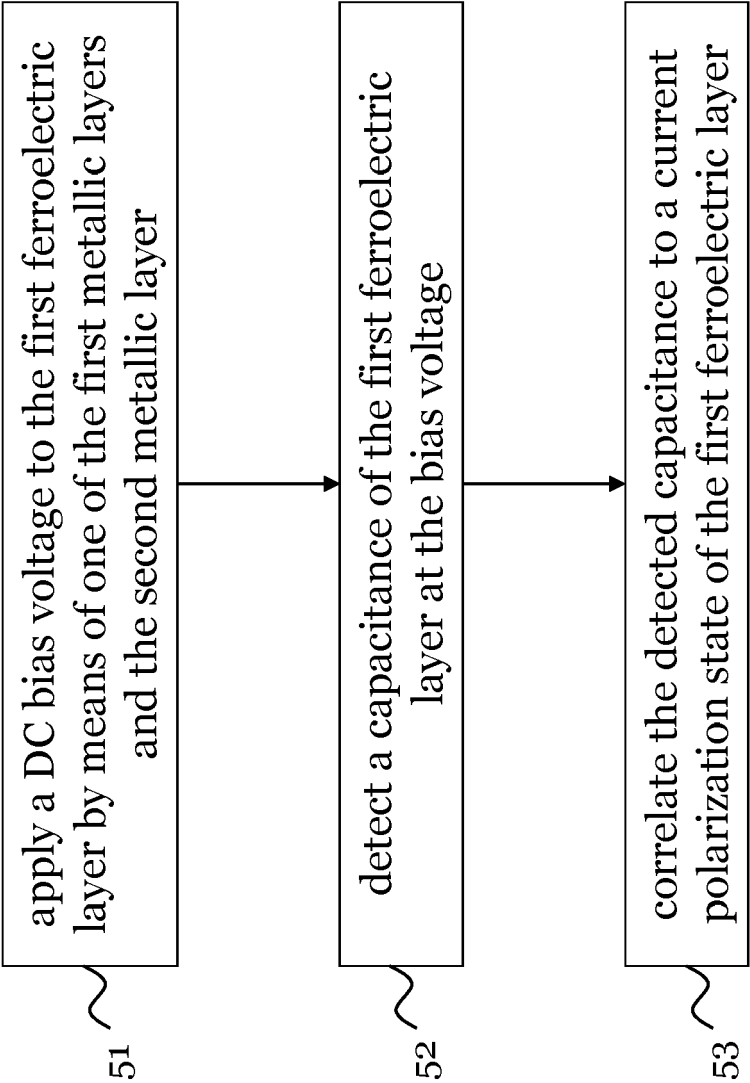 apply a DC bias voltage to the first ferroelectric
layer by means of one of the first metallic layers
and the second metallic layer
51
detect a capacitance of the first ferroelectric
layer at the bias voltage
52
correlate the detected capacitance to a current
polarization state of the first ferroelectric layer
53